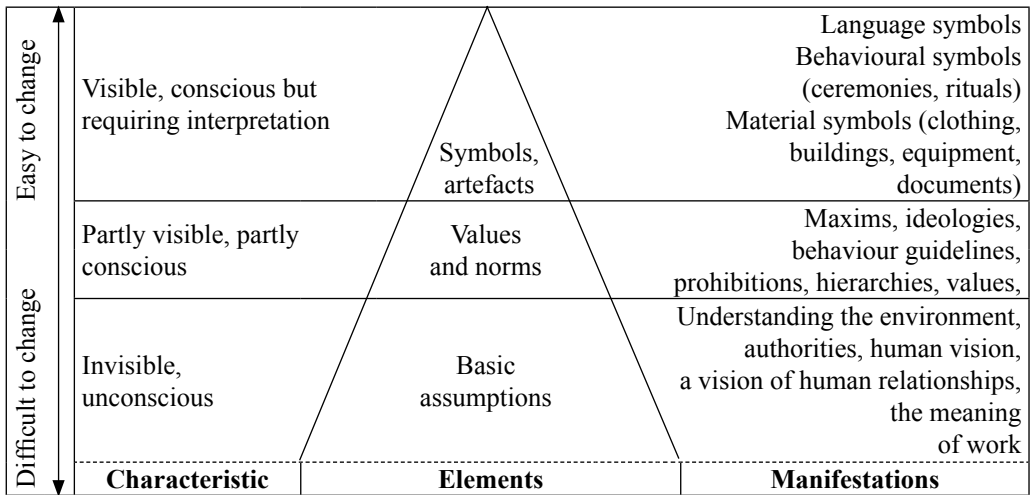 Easy to change
Difficult to change
Visible, conscious but
requiring interpretation
Symbols,
artefacts
Language symbols
Behavioural symbols
(ceremonies, rituals)
Material symbols (clothing,
buildings, equipment,
documents)
Partly visible, partly
conscious
Values
and norms
Maxims, ideologies,
behaviour guidelines,
prohibitions, hierarchies, values,
Invisible,
unconscious
Basic
assumptions
Understanding the environment,
authorities, human vision,
a vision of human relationships,
the meaning
of work
Characteristic
Elements
Manifestations